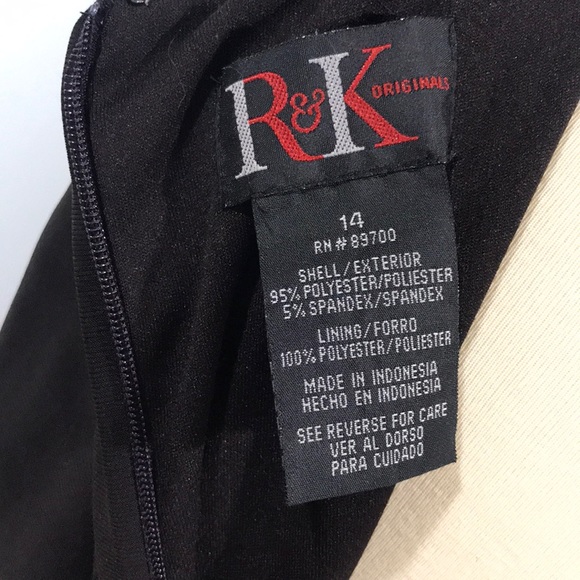 R&K ORIGINALS
14
RN# 89700
SHELL/EXTERIOR
95% POLYESTER/POLIESTER
5% SPANDEX/SPANDEX
LINING/FORRO
100% POLYESTER/POLIESTER
MADE IN INDONESIA
HECHO EN INDONESIA
SEE REVERSE FOR CARE
VER AL DORSO
PARA CUIDADO